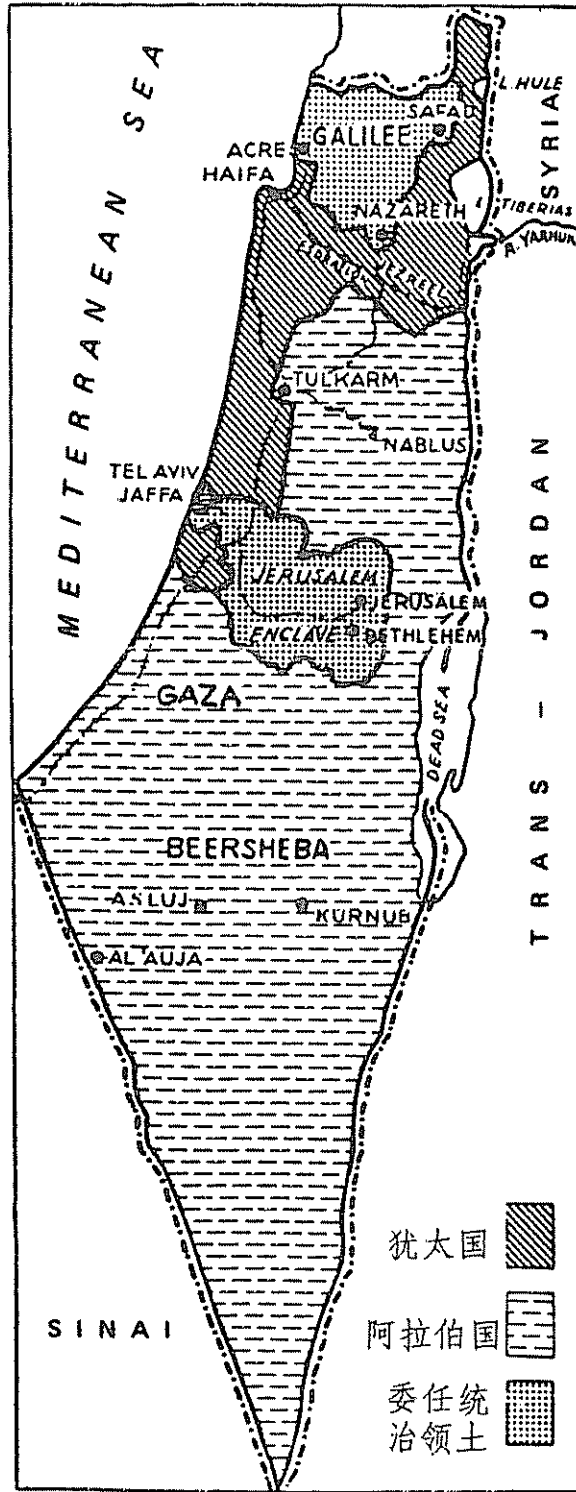 MEDITERRANEAN SEA
L. HULE
SAFAD
GALILEE
ACRE
HAIFA
SYRIA
NAZARETH
L
TIBERIAS
R. YARMUK
JEZREEL
TULKARM
NABLUS
TEL AVIV
JAFFA
JERUSALEM
ENCLAVE
JERUSALEM
BETHLEHEM
GAZA
DEAD SEA
TRANS - JORDAN
BEERSHEBA
ASLUJ
KURNUB
AL'AUJA
SINAI
犹太国
阿拉伯国
委任统
治领土